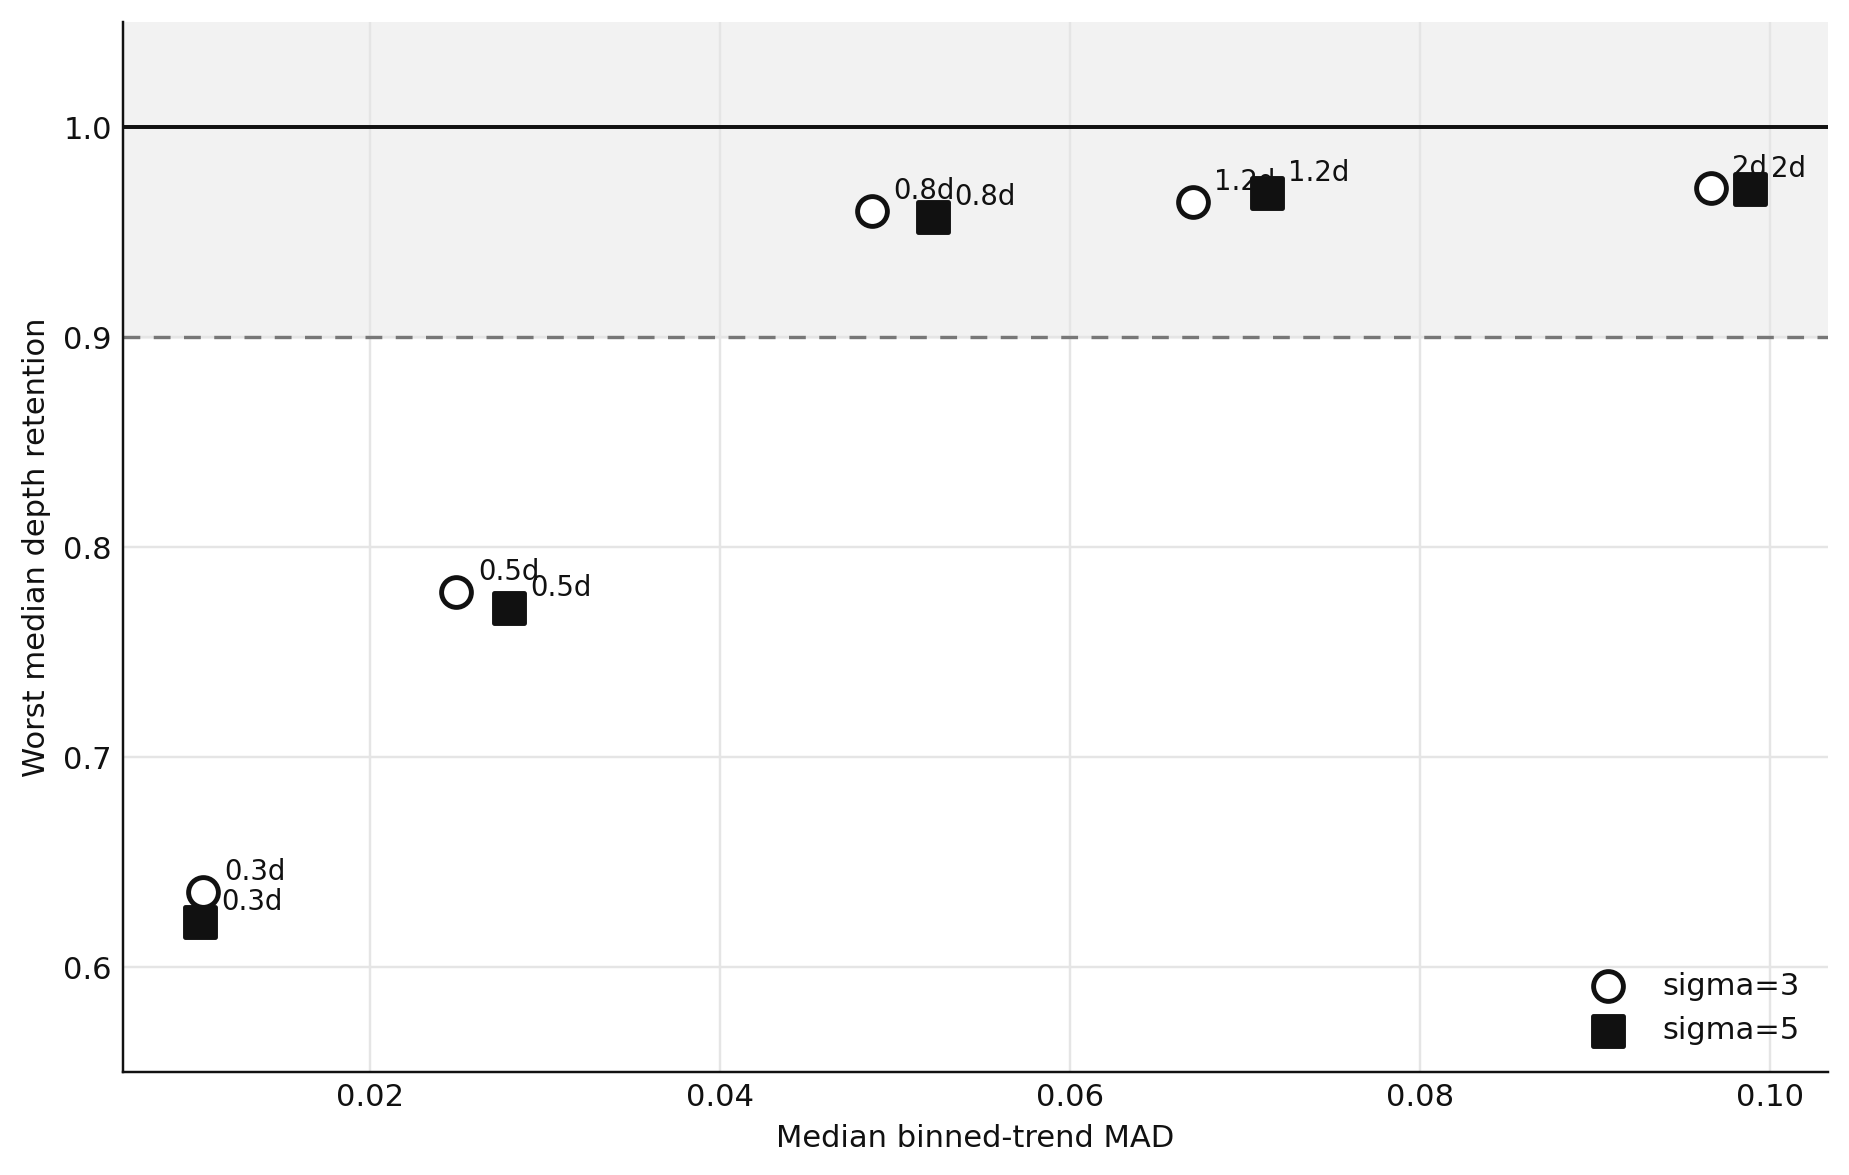 1.0
0.9
0.8
0.7
0.6
Worst median depth retention
0.8d
0.8d
1.2d
1.2d
2d
2d
0.5d
0.5d
0.3d
0.3d
sigma=3
sigma=5
0.02
0.04
0.06
0.08
0.10
Median binned-trend MAD